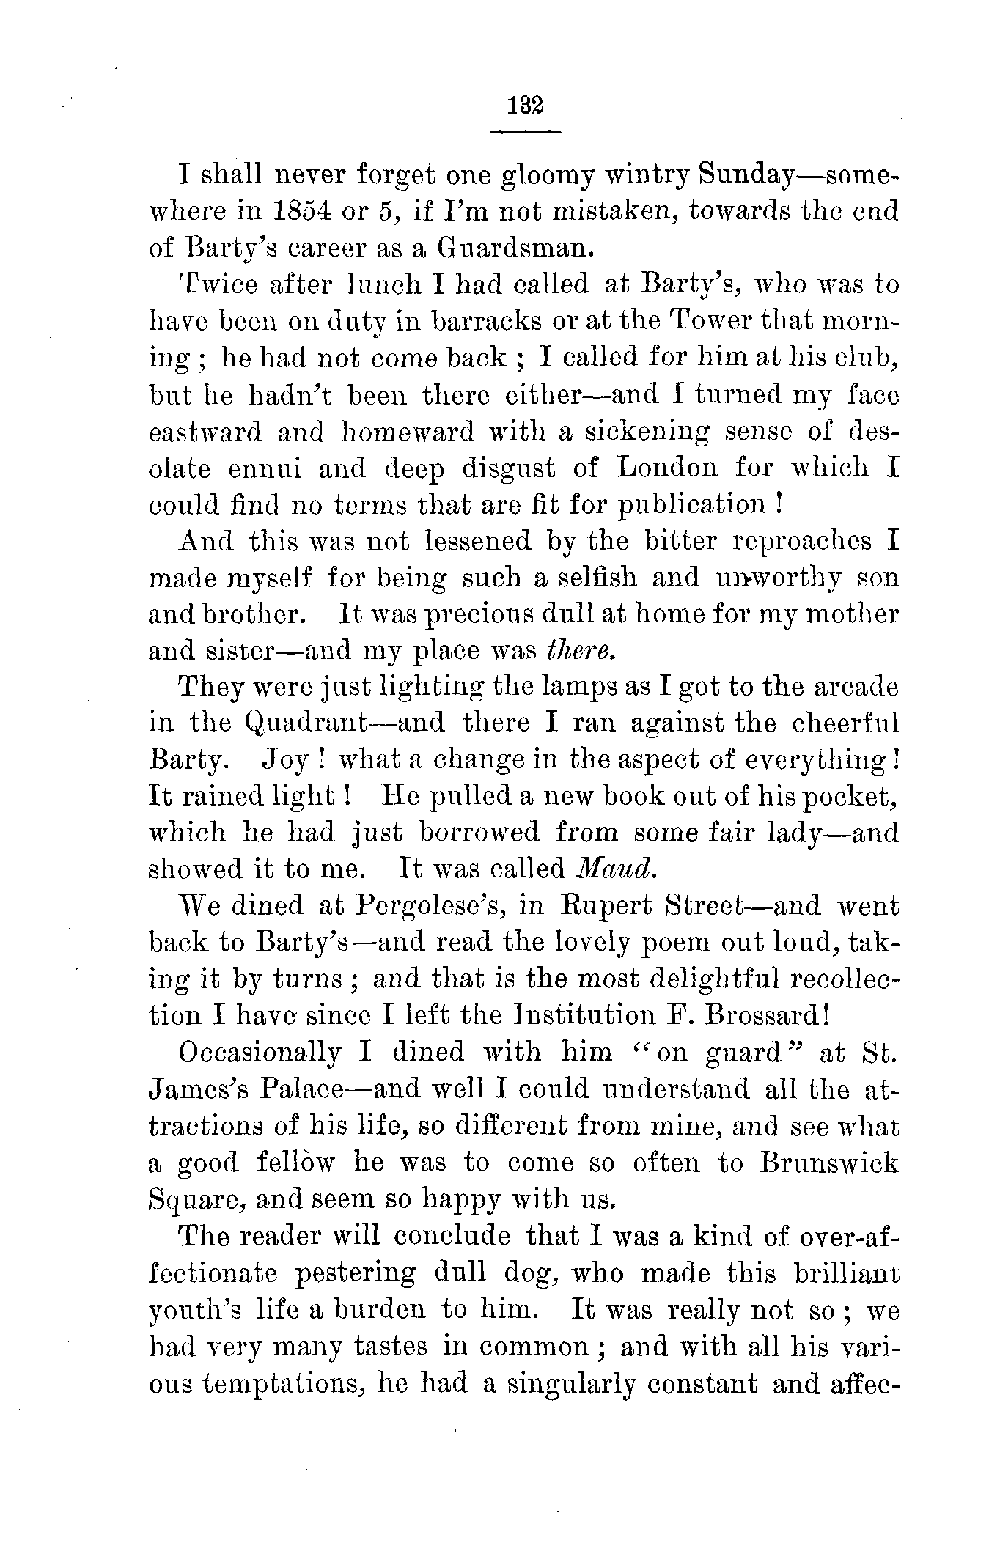 132
I shall never forget one gloomy wintry Sunday—some-
where in 1854 or 5, if I'm not mistaken, towards the end
of Barty's career as a Guardsman.
Twice after lunch I had called at Barty's, who was to
have been on duty in barracks or at the Tower that morn-
ing ; he had not come back ; I called for him at his club,
but he hadn't been there either—and I turned my face
eastward and homeward with a sickening sense of des-
olate ennui and deep disgust of London for which I
could find no terms that are fit for publication !
And this was not lessened by the bitter reproaches I
made myself for being such a selfish and unworthy son
and brother. It was precious dull at home for my mother
and sister—and my place was there.
They were just lighting the lamps as I got to the arcade
in the Quadrant—and there I ran against the cheerful
Barty. Joy ! what a change in the aspect of everything !
It rained light ! He pulled a new book out of his pocket,
which he had just borrowed from some fair lady—and
showed it to me. It was called Maud.
We dined at Pergolese's, in Rupert Street—and went
back to Barty's—and read the lovely poem out loud, tak-
ing it by turns ; and that is the most delightful recollec-
tion I have since I left the Institution F. Brossard!
Occasionally I dined with him “on guard” at St.
James's Palace—and well I could understand all the at-
tractions of his life, so different from mine, and see what
a good fellow he was to come so often to Brunswick
Square, and seem so happy with us.
The reader will conclude that I was a kind of over-af-
fectionate pestering dull dog, who made this brilliant
youth's life a burden to him. It was really not so ; we
had very many tastes in common ; and with all his vari-
ous temptations, he had a singularly constant and affec-